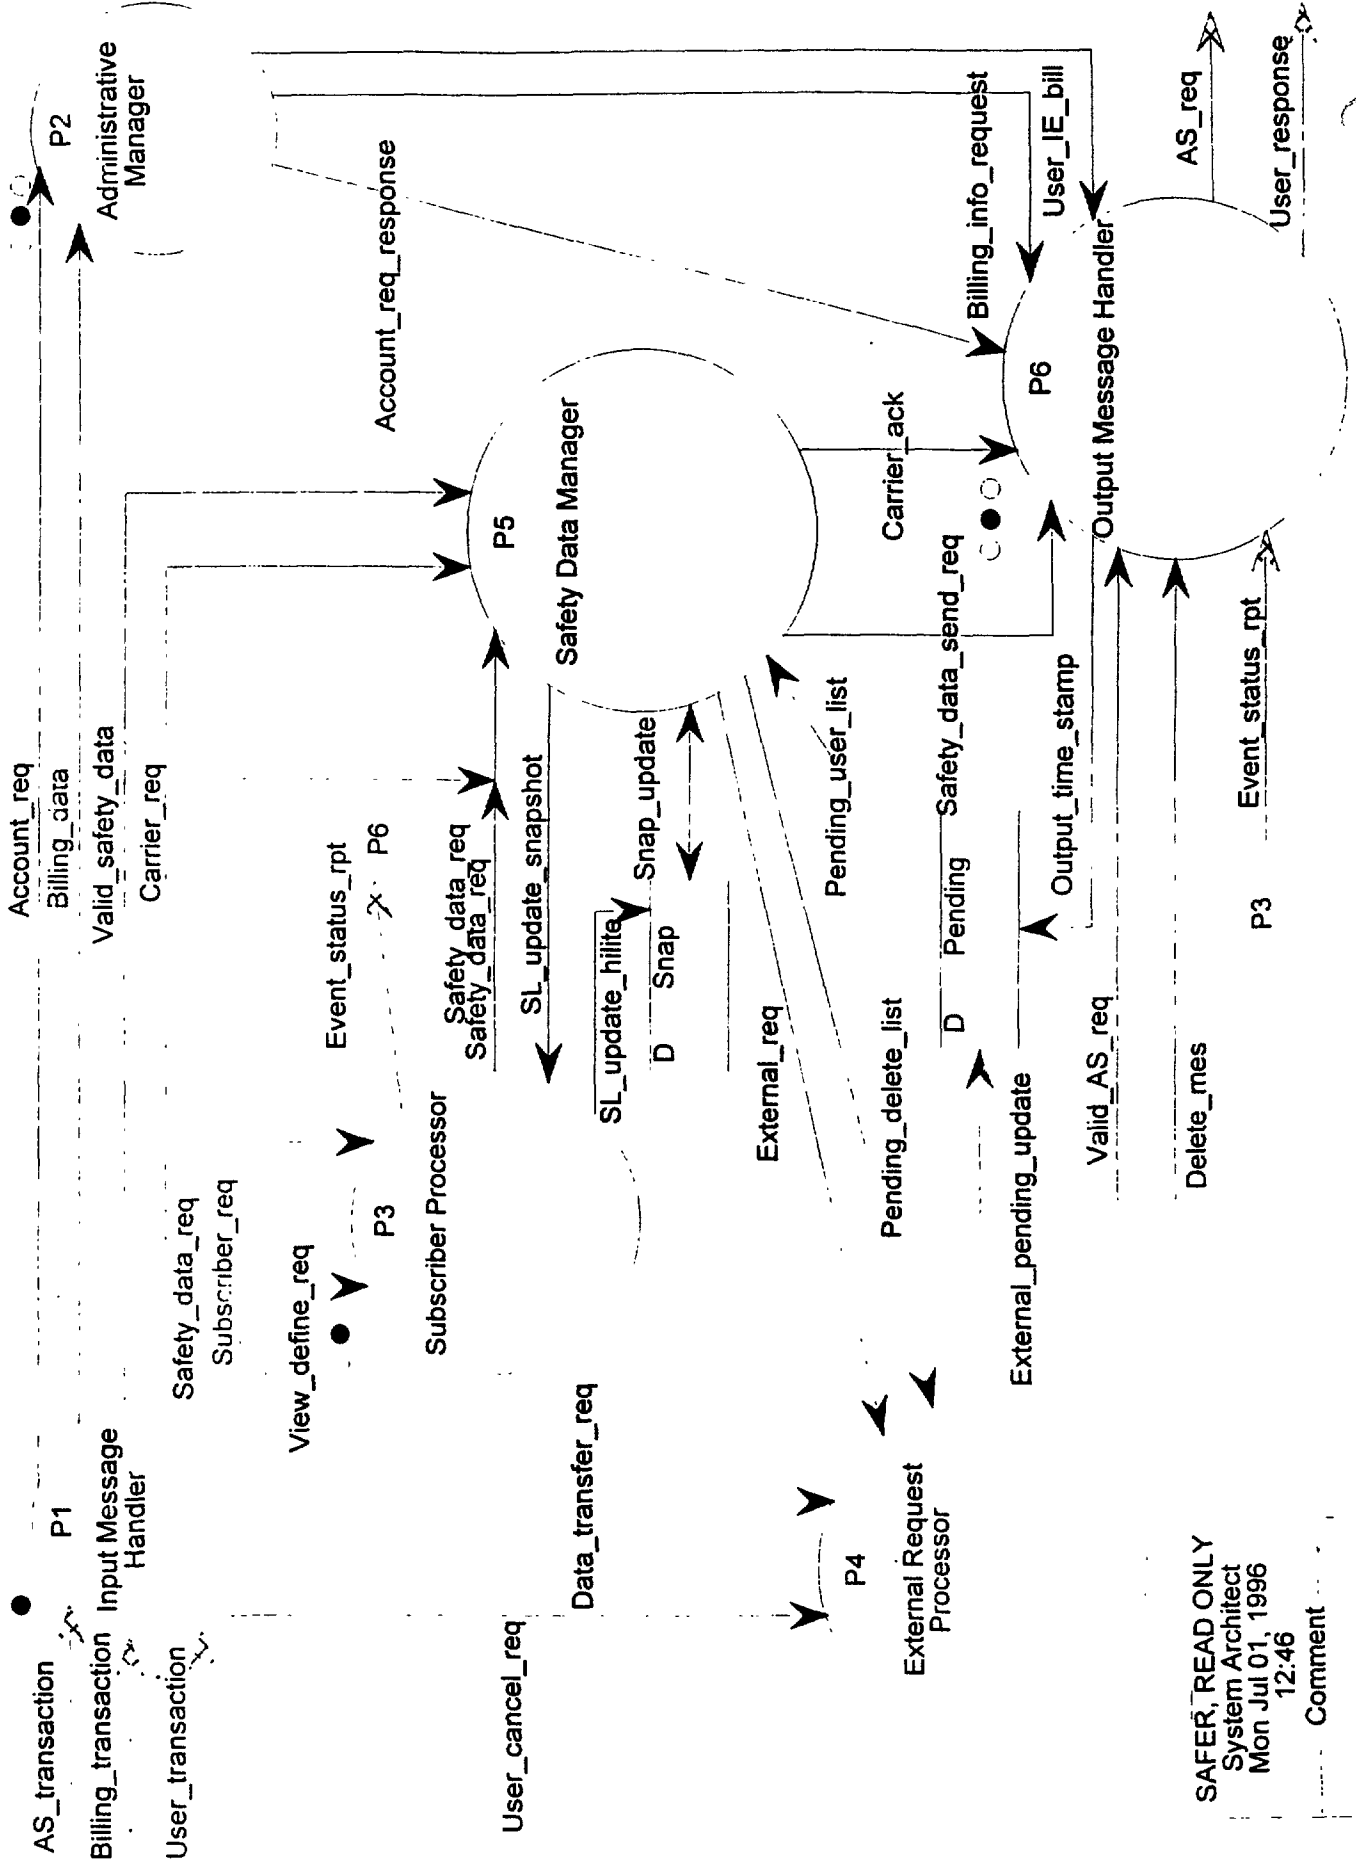 AS_transaction
Billing_transaction
User_transaction
P1
Input Message
Handler
Account_req
Billing_data
Valid_safety_data
Carrier_req
P2
Administrative
Manager
Safety_data_req
Subscriber_req
View_define_req
Event_status_rpt
P6
P3
Subscriber Processor
Safety_data_req
Safety_data_req
SL_update_snapshot
SL_update_hilite
Snap_update
D Snap
P5
Safety Data Manager
Account_req_response
User_cancel_req
Data_transfer_req
External_req
Pending_user_list
Pending_delete_list
P4
External Request
Processor
Carrier_ack
Billing_info_request
User_IE_bill
Safety_data_send_req
D Pending
External_pending_update
Output_time_stamp
P6
Output Message Handler
AS_req
User_response
Valid_AS_req
Delete_mes
P3
Event_status_rpt
SAFER, READ ONLY
System Architect
Mon Jul 01, 1996
12:46
Comment